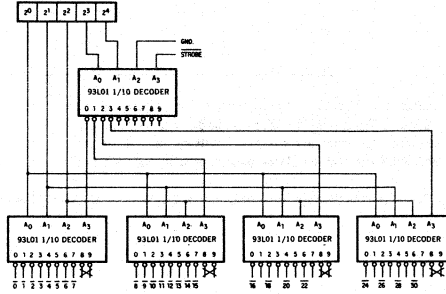 2⁰ 2¹ 2² 2³ 2⁴
GND.
STROBE
A₀ A₁ A₂ A₃
93L01 1/10 DECODER
0 1 2 3 4 5 6 7 8 9
A₀ A₁ A₂ A₃
93L01 1/10 DECODER
0 1 2 3 4 5 6 7 8 9
0 1 2 3 4 5 6 7
A₀ A₁ A₂ A₃
93L01 1/10 DECODER
0 1 2 3 4 5 6 7 8 9
8 9 10 11 12 13 14 15
A₀ A₁ A₂ A₃
93L01 1/10 DECODER
0 1 2 3 4 5 6 7 8 9
16 18 20 22
A₀ A₁ A₂ A₃
93L01 1/10 DECODER
0 1 2 3 4 5 6 7 8 9
24 26 28 30